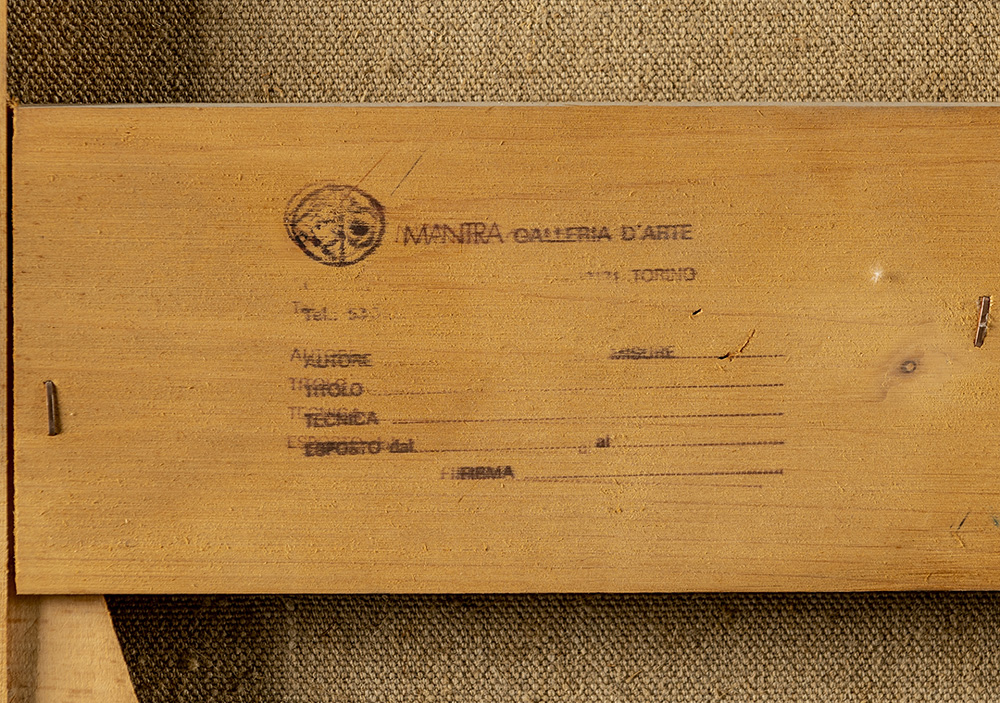 MANTRA GALLERIA D'ARTE
TORINO
Tel.:
AUTORE MISURE
TITOLO
TECNICA
ESPOSTO dal al
FIRMA